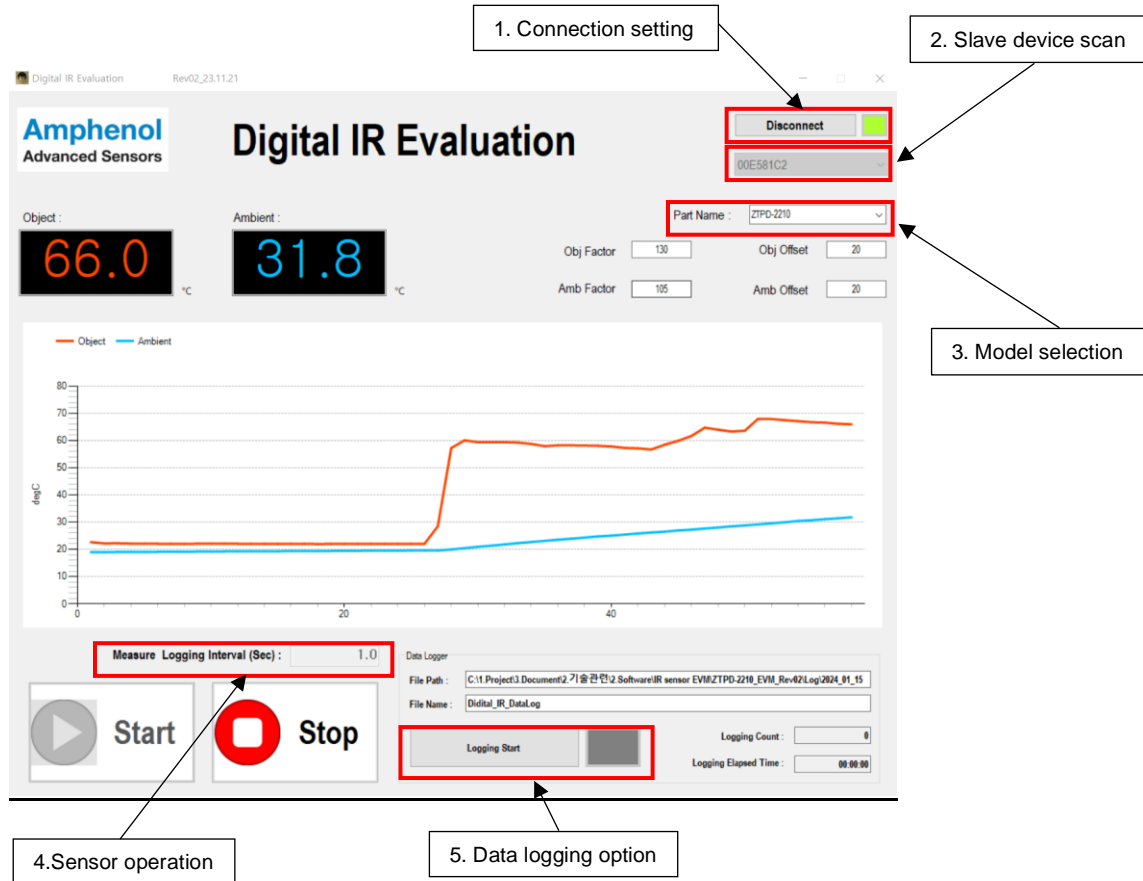 1. Connection setting
2. Slave device scan
Digital IR Evaluation Rev02_23.11.21
Amphenol
Advanced Sensors
Digital IR Evaluation
Disconnect
00E581C2
Object :
Ambient :
Part Name : ZTPD-2210
66.0 °C
31.8 °C
Obj Factor 130 Obj Offset 20
Amb Factor 105 Amb Offset 20
3. Model selection
Object Ambient
degC
80
70
60
50
40
30
20
10
0
0 20 40
Measure Logging Interval (Sec) : 1.0
Start
Stop
Data Logger
File Path : C:\1.Project\3.Document\2.기술관련\2.Software\IR sensor EVM\ZTPD-2210_EVM_Rev02\Log\2024_01_15
File Name : Didital_IR_DataLog
Logging Start
Logging Count : 0
Logging Elapsed Time : 00:00:00
4.Sensor operation
5. Data logging option